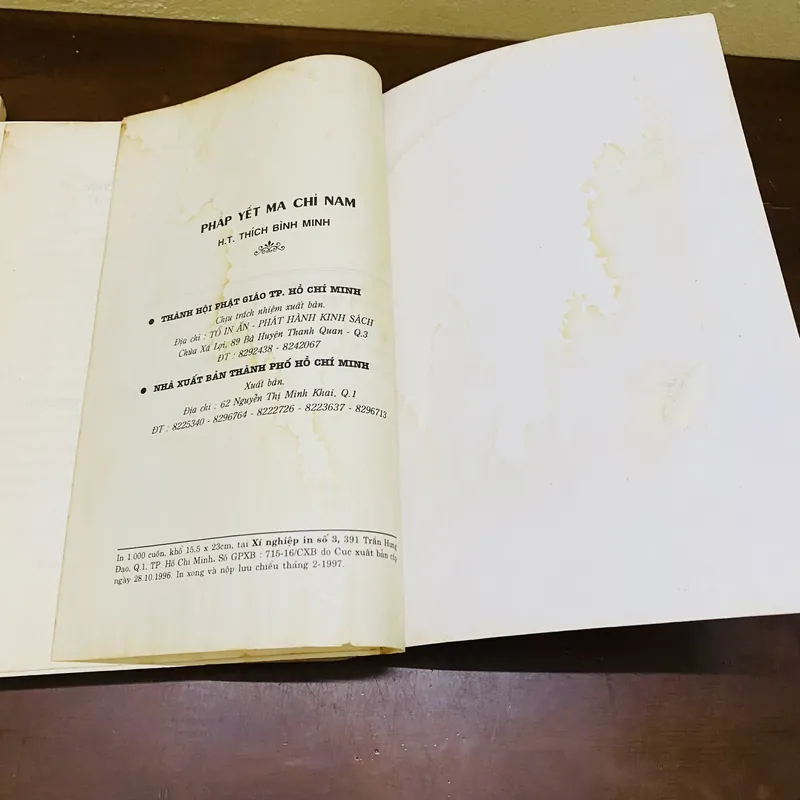 PHÁP YẾT MA CHỈ NAM
H.T. THÍCH BÌNH MINH
● THÀNH HỘI PHẬT GIÁO TP. HỒ CHÍ MINH
Chịu trách nhiệm xuất bản.
Địa chỉ : TỔ IN ẤN - PHÁT HÀNH KINH SÁCH
Chùa Xá Lợi, 89 Bà Huyện Thanh Quan - Q.3
ĐT : 8292438 - 8242067
● NHÀ XUẤT BẢN THÀNH PHỐ HỒ CHÍ MINH
Xuất bản.
Địa chỉ : 62 Nguyễn Thị Minh Khai, Q.1
ĐT : 8225340 - 8296764 - 8222726 - 8223637 - 8296713
In 1.000 cuốn, khổ 15,5 x 23cm, tại Xí nghiệp in số 3, 391 Trần Hưng
Đạo, Q.1, TP Hồ Chí Minh, Số GPXB : 715-16/CXB do Cục xuất bản cấp
ngày 28.10.1996. In xong và nộp lưu chiểu tháng 2-1997.